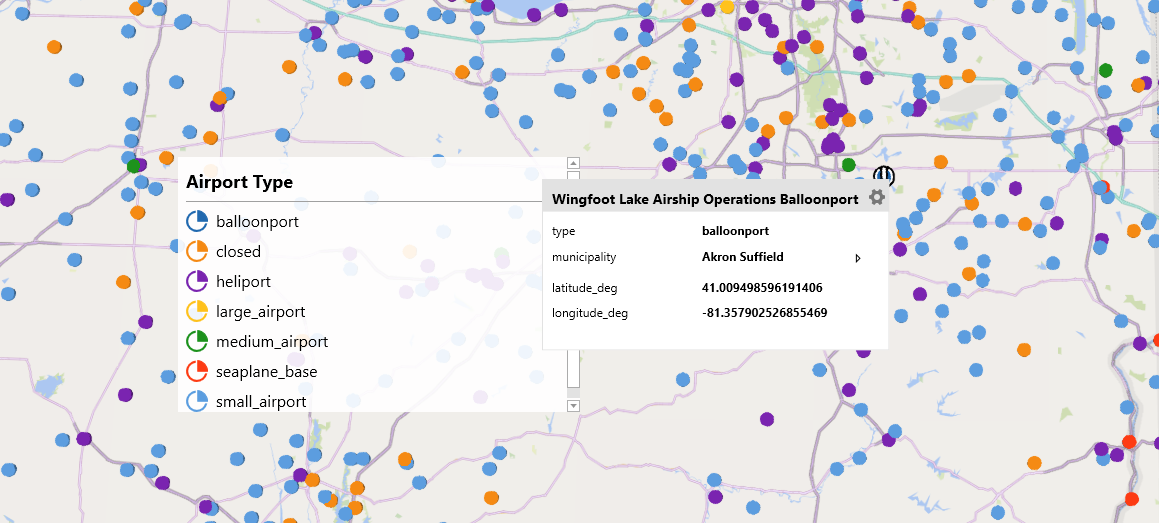 Airport Type
balloonport
closed
heliport
large_airport
medium_airport
seaplane_base
small_airport
Wingfoot Lake Airship Operations Balloonport
type balloonport
municipality Akron Suffield
latitude_deg 41.009498596191406
longitude_deg -81.357902526855469